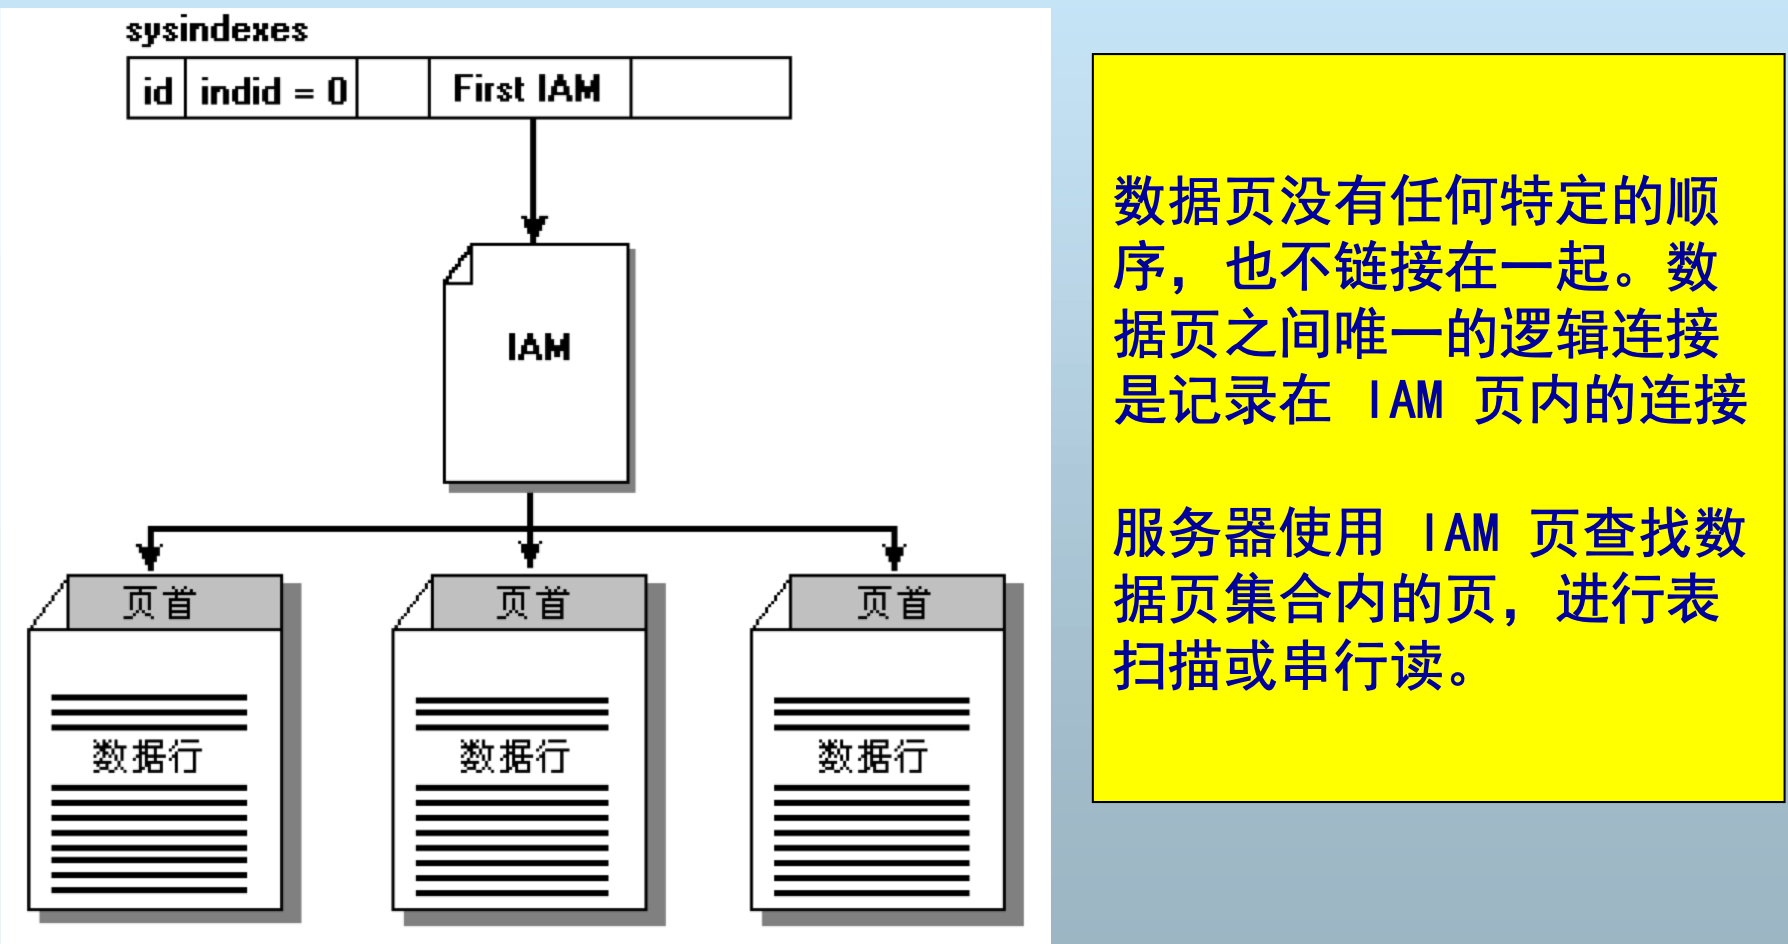 sysindexes
id indid = 0 First IAM
IAM
页首 页首 页首
数据行 数据行 数据行
数据页没有任何特定的顺
序，也不链接在一起。数
据页之间唯一的逻辑连接
是记录在 IAM 页内的连接
服务器使用 IAM 页查找数
据页集合内的页，进行表
扫描或串行读。